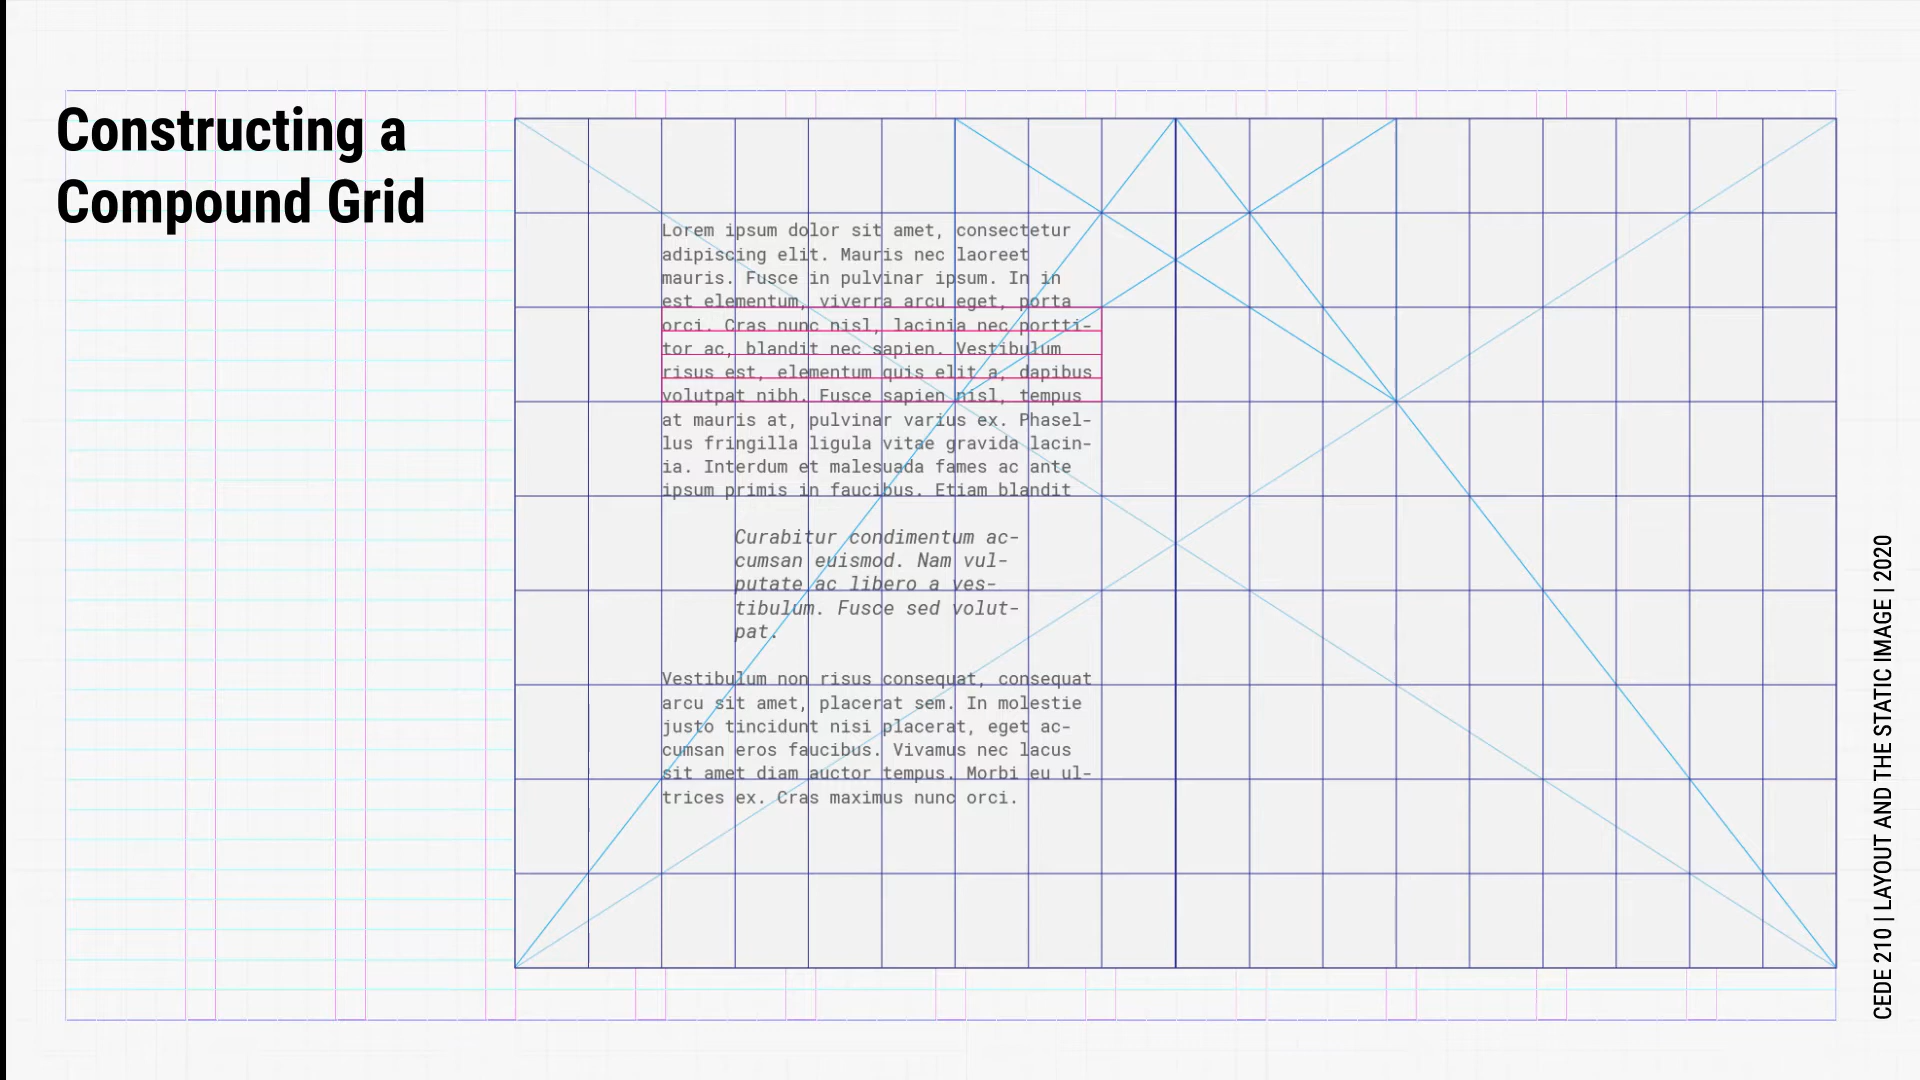 Constructing a
Compound Grid
Lorem ipsum dolor sit amet, consectetur
adipiscing elit. Mauris nec laoreet
mauris. Fusce in pulvinar ipsum. In in
est elementum, viverra arcu eget, porta
orci. Cras nunc nisl, lacinia nec portti-
tor ac, blandit nec sapien. Vestibulum
risus est, elementum quis elit a, dapibus
volutpat nibh. Fusce sapien nisl, tempus
at mauris at, pulvinar varius ex. Phasel-
lus fringilla ligula vitae gravida lacin-
ia. Interdum et malesuada fames ac ante
ipsum primis in faucibus. Etiam blandit
Curabitur condimentum ac-
cumsan euismod. Nam vul-
putate ac libero a ves-
tibulum. Fusce sed volut-
pat.
Vestibulum non risus consequat, consequat
arcu sit amet, placerat sem. In molestie
justo tincidunt nisi placerat, eget ac-
cumsan eros faucibus. Vivamus nec lacus
sit amet diam auctor tempus. Morbi eu ul-
trices ex. Cras maximus nunc orci.
CEDE 210 | LAYOUT AND THE STATIC IMAGE | 2020